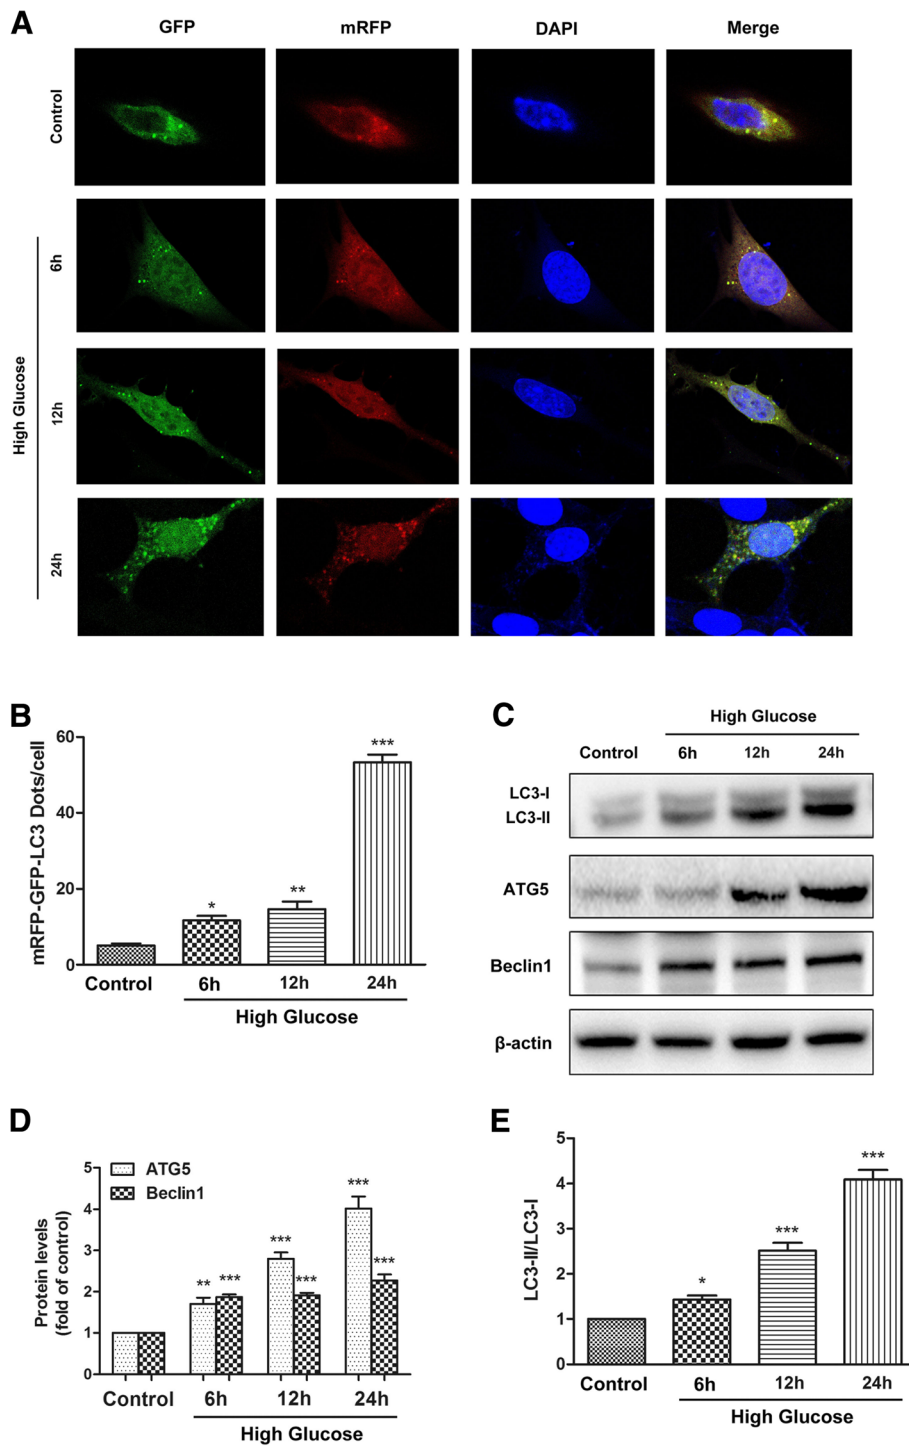 A
GFP mRFP DAPI Merge
Control
High Glucose
6h
12h
24h
B
mRFP-GFP-LC3 Dots/cell
60
40
20
0
*
**
***
Control 6h 12h 24h
High Glucose
C
High Glucose
Control 6h 12h 24h
LC3-I
LC3-II
ATG5
Beclin1
β-actin
D
Protein levels
(fold of control)
5
4
3
2
1
0
ATG5
Beclin1
** *** *** *** *** ***
Control 6h 12h 24h
High Glucose
E
LC3-II/LC3-I
5
4
3
2
1
0
*
***
***
Control 6h 12h 24h
High Glucose